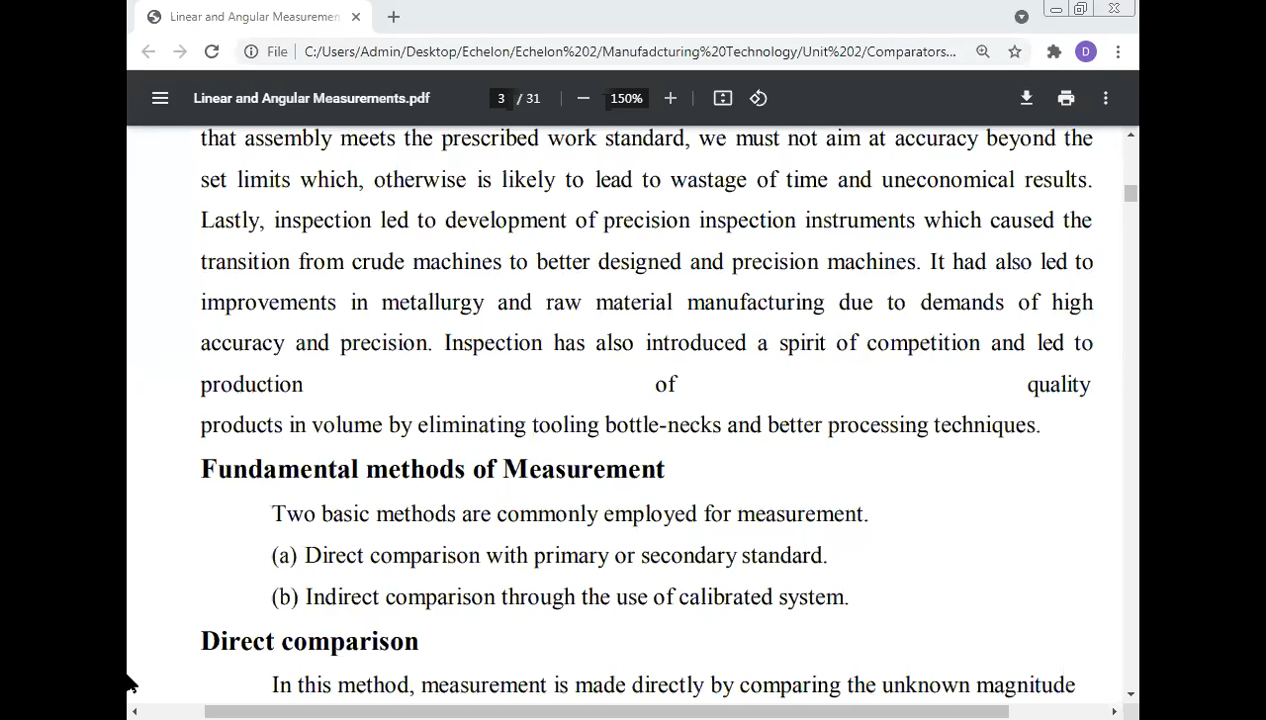 Linear and Angular Measuremen
File C:/Users/Admin/Desktop/Echelon/Echelon%202/Manufadcturing%20Technology/Unit%202/Comparators... D
Linear and Angular Measurements.pdf 3 / 31 150%
that assembly meets the prescribed work standard, we must not aim at accuracy beyond the
set limits which, otherwise is likely to lead to wastage of time and uneconomical results.
Lastly, inspection led to development of precision inspection instruments which caused the
transition from crude machines to better designed and precision machines. It had also led to
improvements in metallurgy and raw material manufacturing due to demands of high
accuracy and precision. Inspection has also introduced a spirit of competition and led to
production of quality
products in volume by eliminating tooling bottle-necks and better processing techniques.
Fundamental methods of Measurement
Two basic methods are commonly employed for measurement.
(a) Direct comparison with primary or secondary standard.
(b) Indirect comparison through the use of calibrated system.
Direct comparison
In this method, measurement is made directly by comparing the unknown magnitude